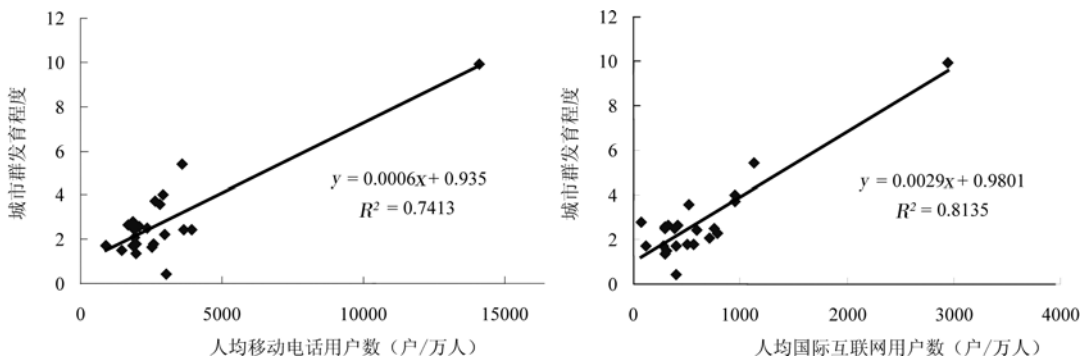 12
10
8
6
4
2
0
城市群发育程度
y = 0.0006x + 0.935
R² = 0.7413
0
5000
10000
15000
人均移动电话用户数（户/万人）
12
10
8
6
4
2
0
城市群发育程度
y = 0.0029x + 0.9801
R² = 0.8135
0
1000
2000
3000
4000
人均国际互联网用户数（户/万人）